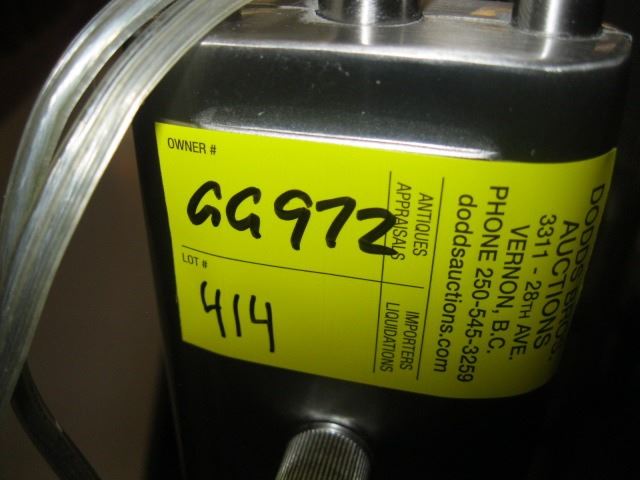 OWNER #
GG972
LOT #
414
ANTIQUES
APPRAISALS
IMPORTERS
LIQUIDATIONS
DODDS BROS.
AUCTIONS
3311 - 28TH AVE.
VERNON, B.C.
PHONE 250-545-3259
doddsauctions.com